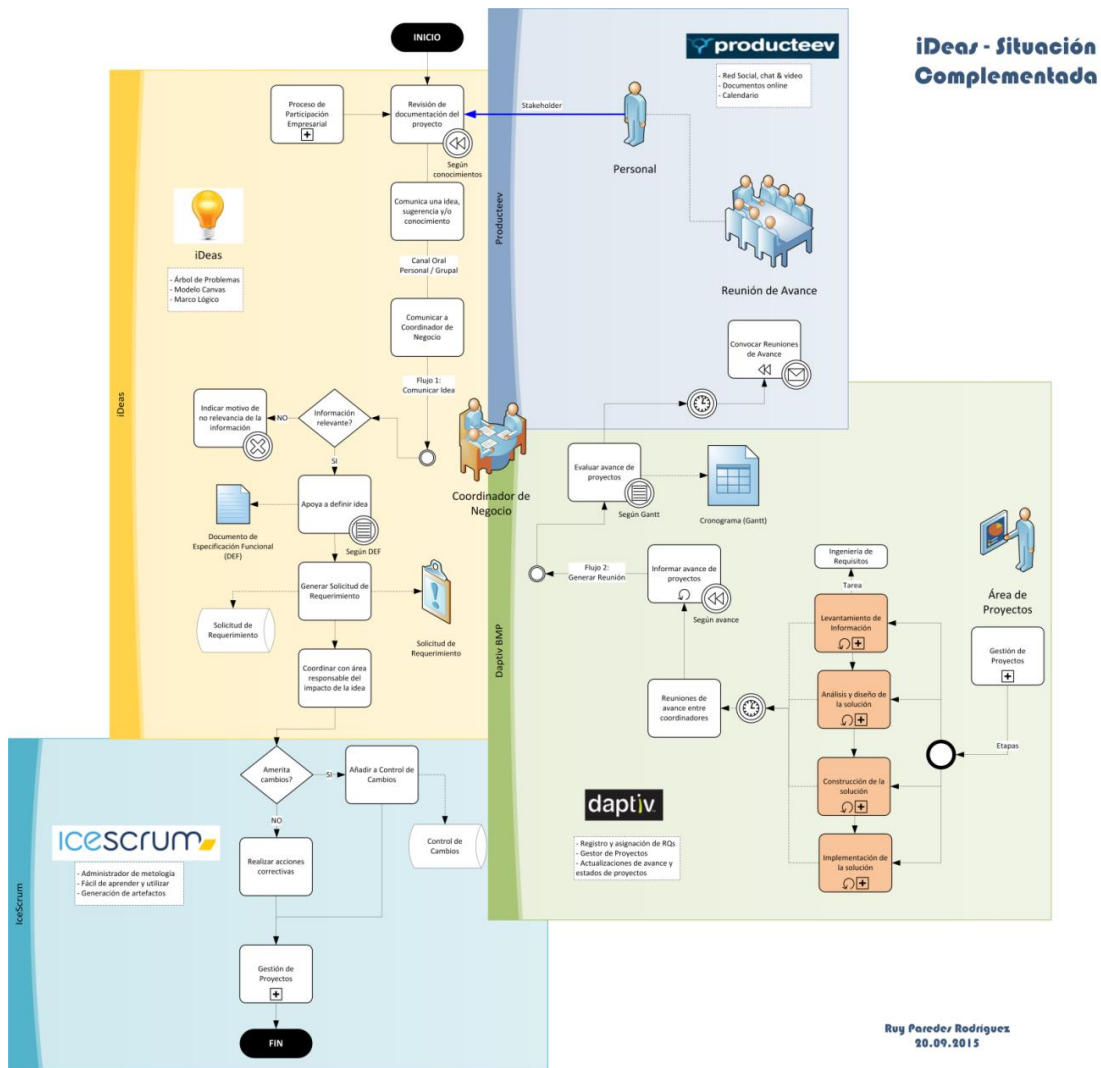 iDeas - Situación
Complementada
INICIO
producteev
- Red Social, chat & video
- Documentos online
- Calendario
Proceso de
Participación
Empresarial
Revisión de
documentación del
proyecto
Stakeholder
Según
conocimientos
Personal
Comunica una idea,
sugerencia y/o
conocimiento
Producteev
iDeas
- Árbol de Problemas
- Modelo Canvas
- Marco Lógico
Canal Oral
Personal / Grupal
Reunión de Avance
Comunicar a
Coordinador de
Negocio
Convocar Reuniones
de Avance
Flujo 1:
Comunicar Idea
iDeas
Indicar motivo de
no relevancia de la
información
NO
Información
relevante?
SI
Coordinador de
Negocio
Evaluar avance de
proyectos
Según Gantt
Cronograma (Gantt)
Apoya a definir idea
Según DEF
Documento de
Especificación Funcional
(DEF)
Flujo 2:
Generar Reunión
Informar avance de
proyectos
Según avance
Ingeniería de
Requisitos
Tarea
Área de
Proyectos
Generar Solicitud de
Requerimiento
Solicitud de
Requerimiento
Solicitud de
Requerimiento
Levantamiento de
Información
Gestión de
Proyectos
Daptiv BMP
Coordinar con área
responsable del
impacto de la idea
Reuniones de
avance entre
coordinadores
Análisis y diseño de
la solución
Etapas
Amerita
cambios?
SI
Añadir a Control de
Cambios
Construcción de la
solución
NO
Control de
Cambios
icescrum
- Administrador de metología
- Fácil de aprender y utilizar
- Generación de artefactos
Realizar acciones
correctivas
daptiv
- Registro y asignación de RQs
- Gestor de Proyectos
- Actualizaciones de avance y
estados de proyectos
Implementación de
la solución
IceScrum
Gestión de
Proyectos
FIN
Ruy Paredes Rodríguez
20.09.2015